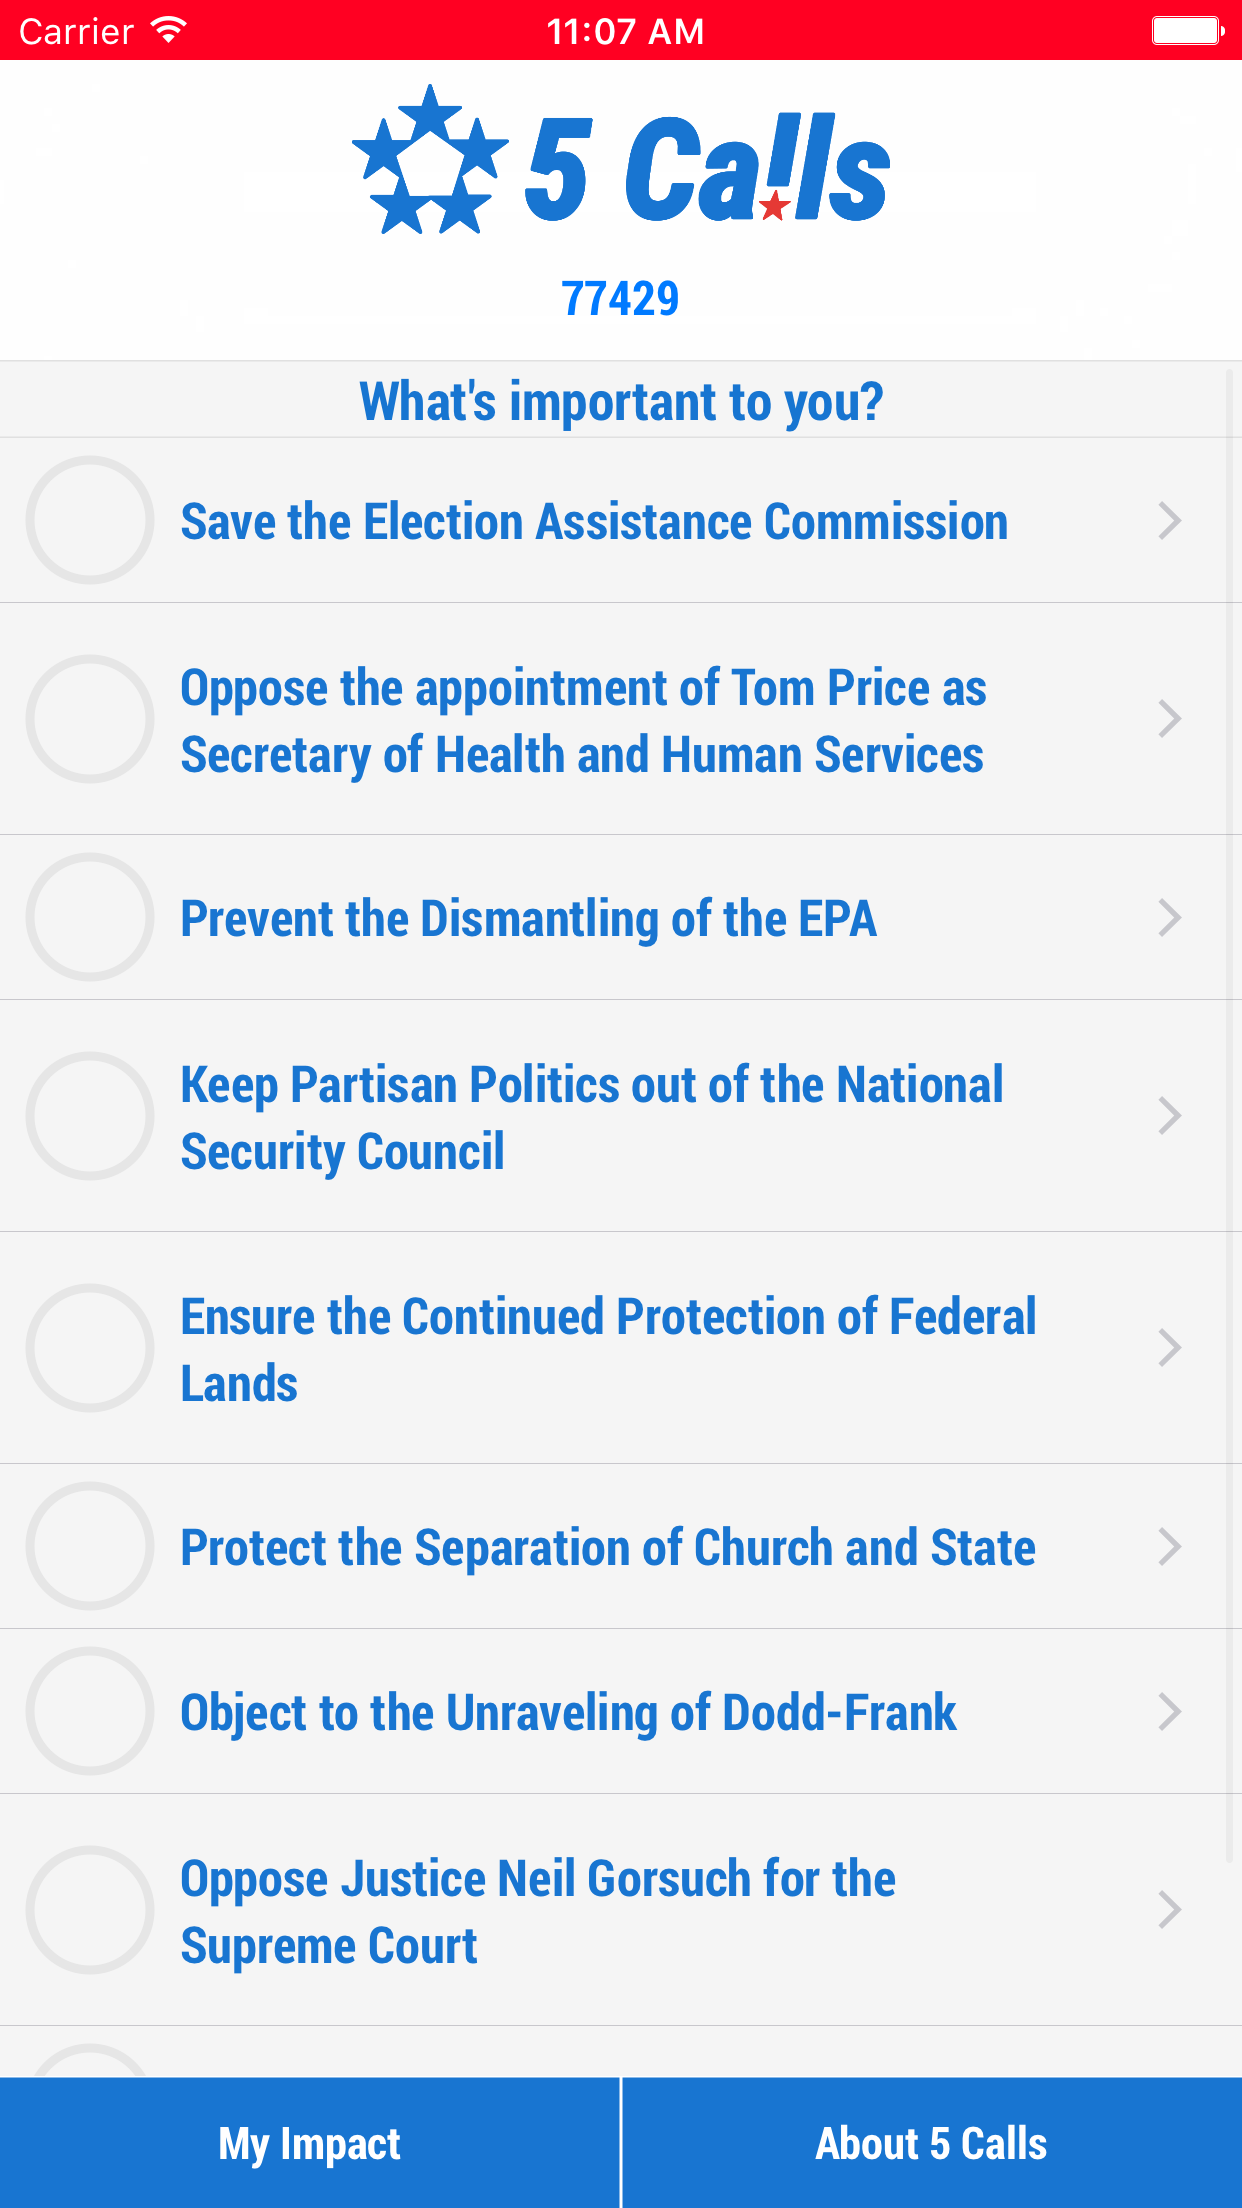 Carrier
11:07 AM
5 Calls
77429
What's important to you?
Save the Election Assistance Commission
Oppose the appointment of Tom Price as
Secretary of Health and Human Services
Prevent the Dismantling of the EPA
Keep Partisan Politics out of the National
Security Council
Ensure the Continued Protection of Federal
Lands
Protect the Separation of Church and State
Object to the Unraveling of Dodd-Frank
Oppose Justice Neil Gorsuch for the
Supreme Court
My Impact
About 5 Calls